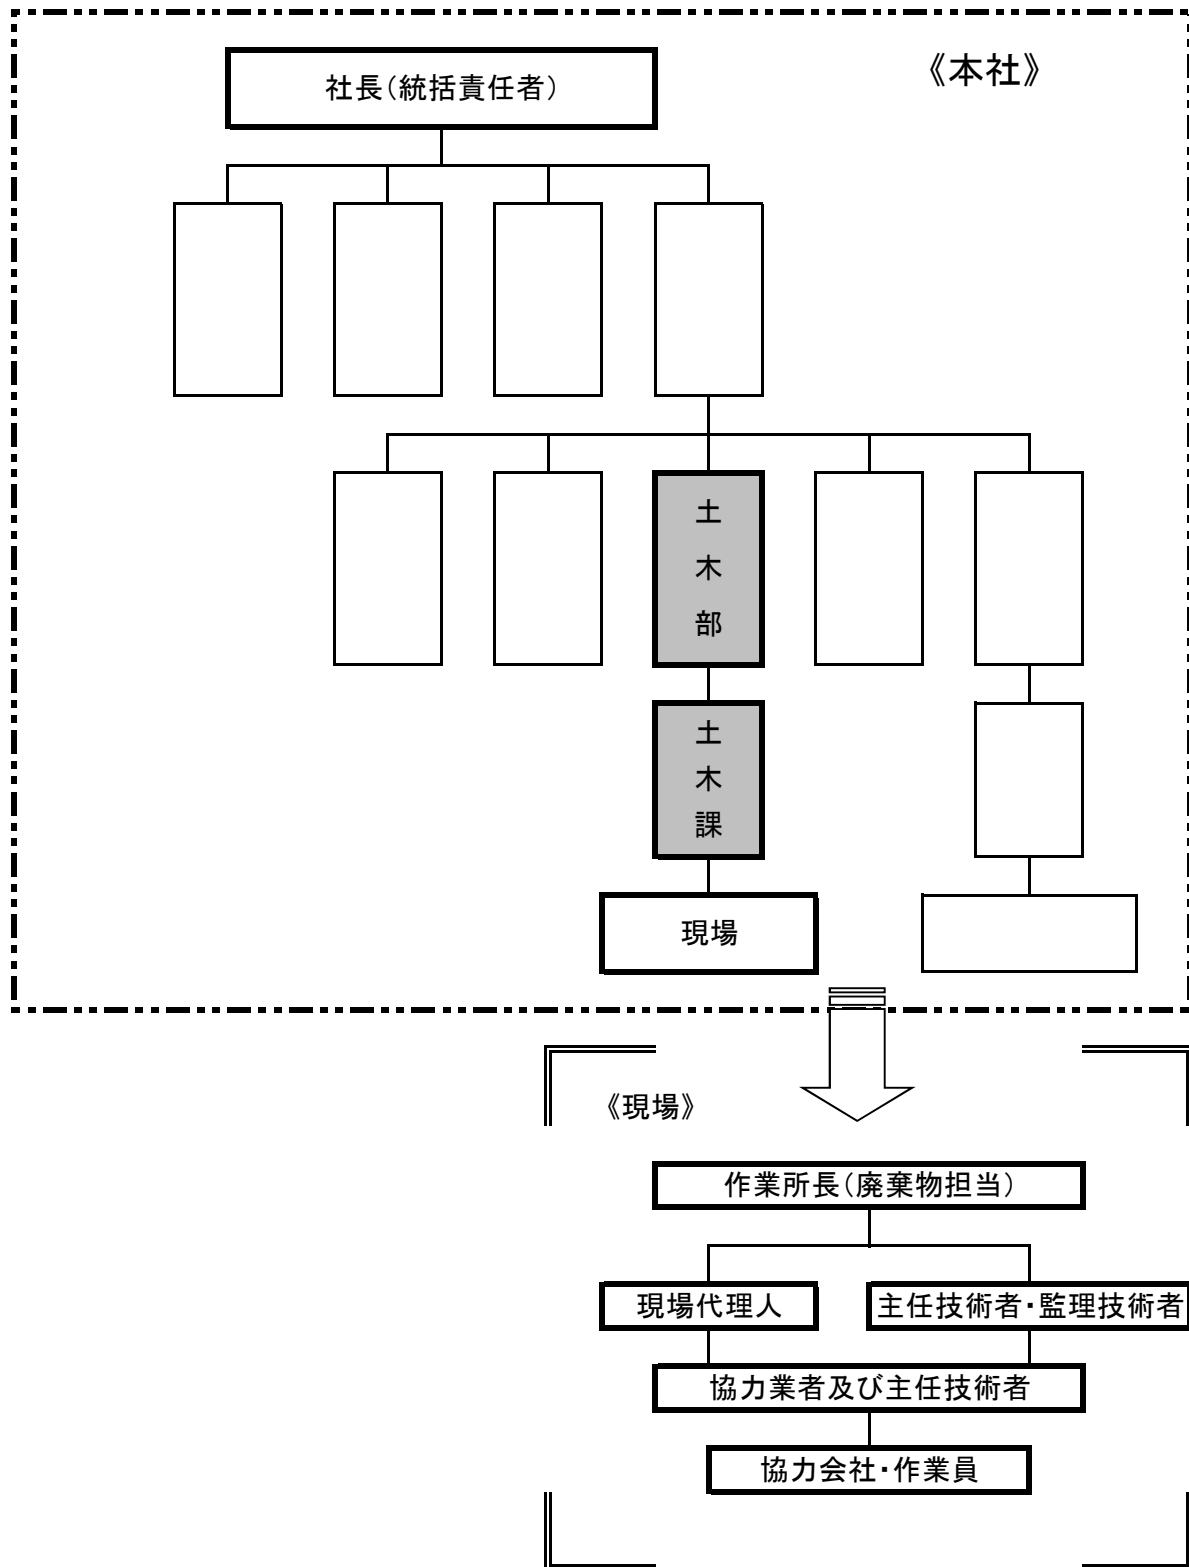 《本社》
社長(統括責任者)
土木部
土木課
現場
《現場》
作業所長(廃棄物担当)
現場代理人
主任技術者・監理技術者
協力業者及び主任技術者
協力会社・作業員